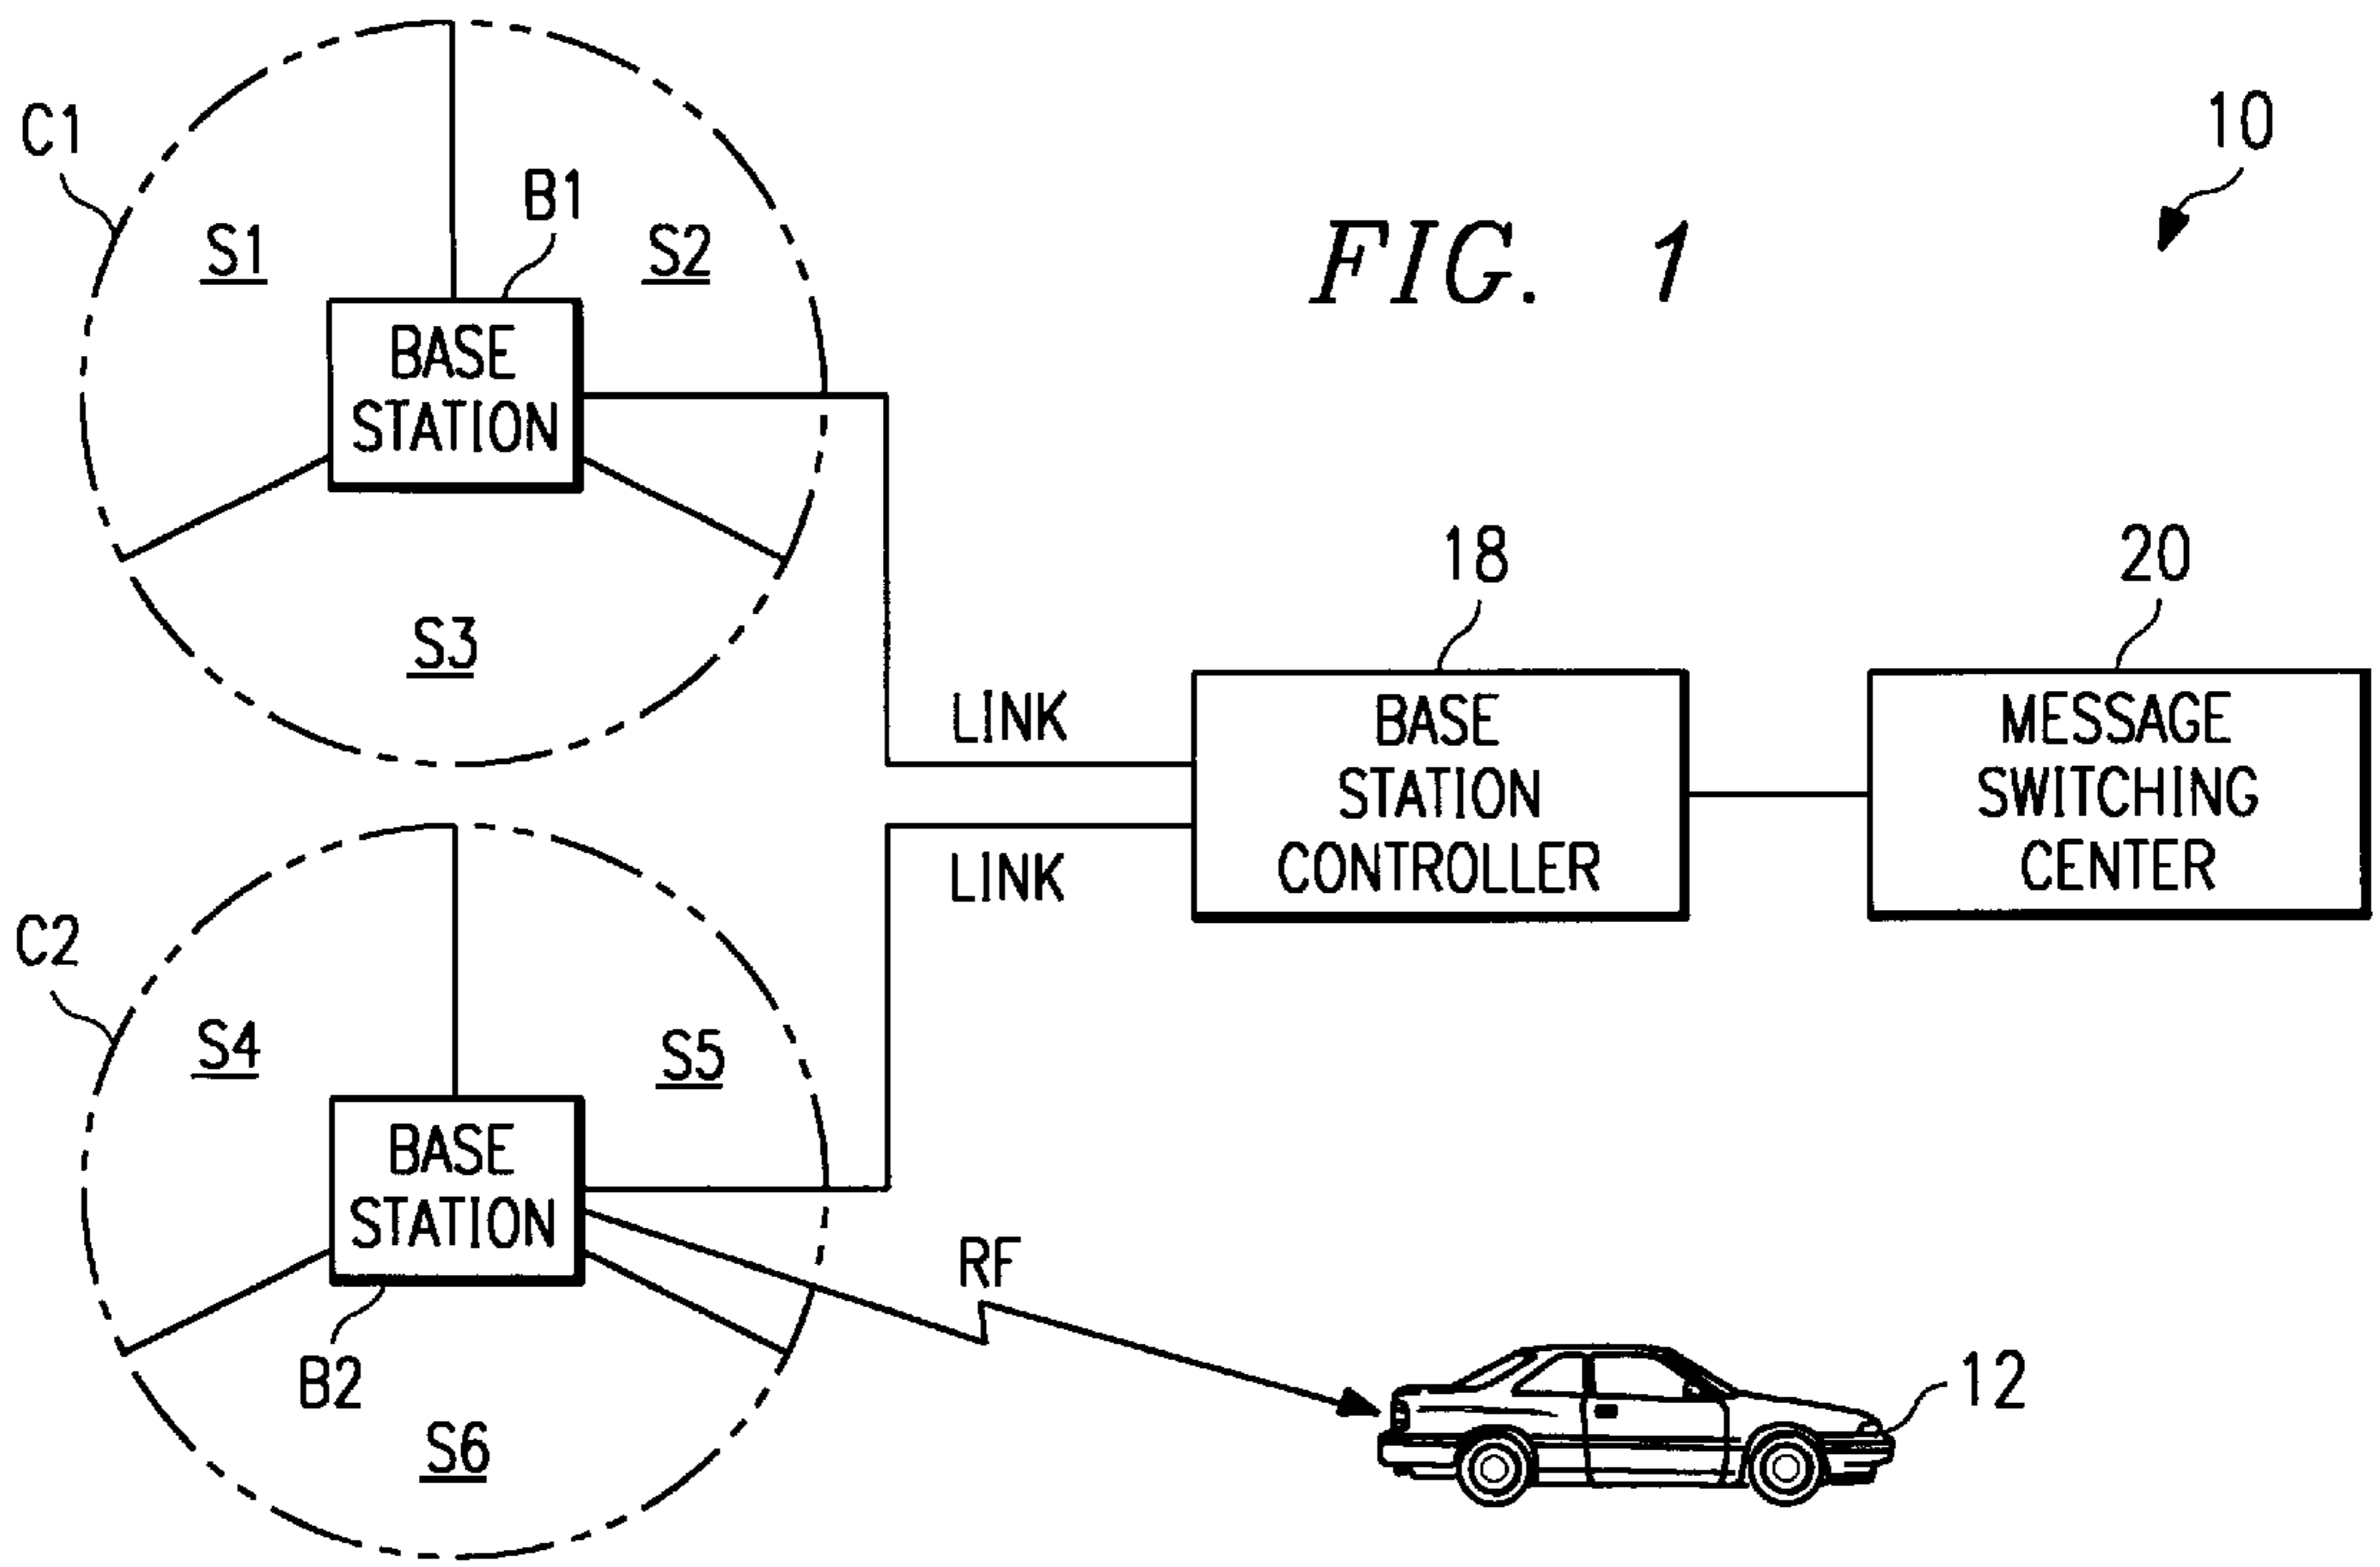 C1
10
B1
S1
S2
FIG. 1
BASE
STATION
18
20
S3
LINK
BASE
STATION
CONTROLLER
MESSAGE
SWITCHING
CENTER
LINK
C2
S4
S5
BASE
STATION
RF
B2
12
S6